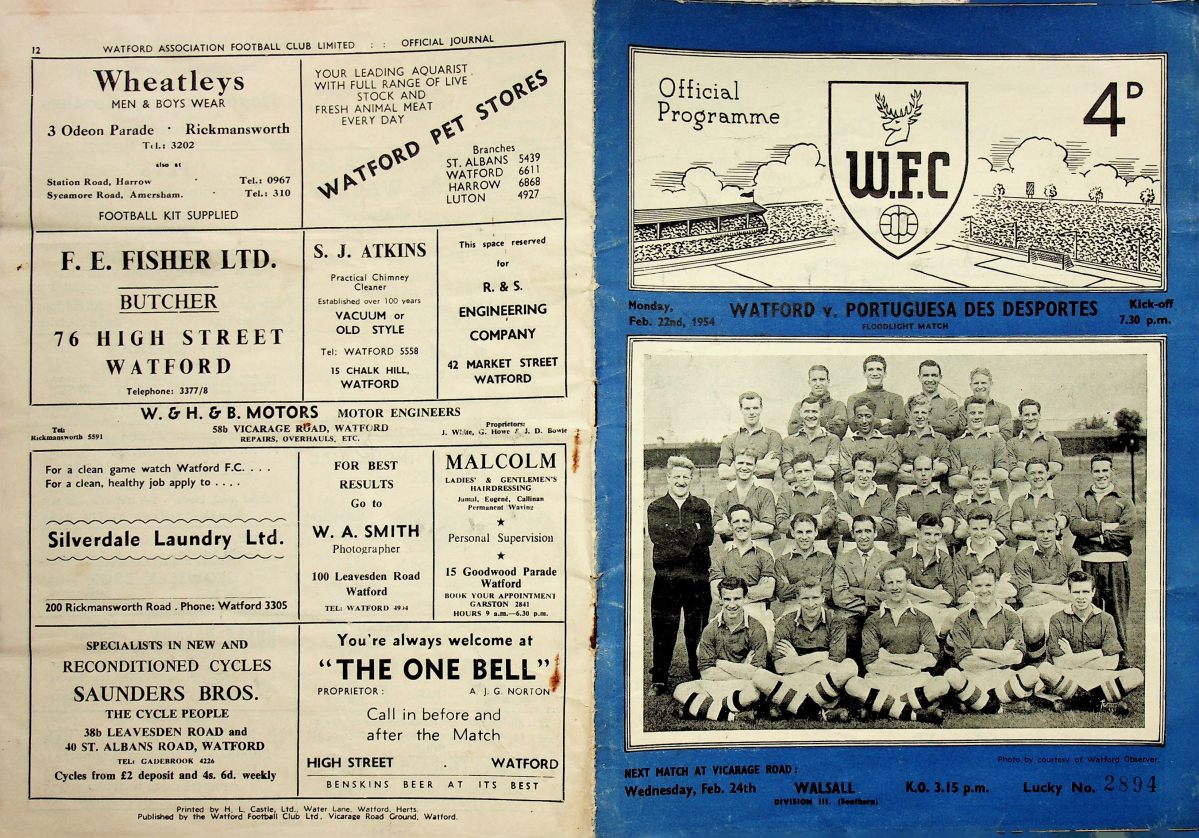 12
WATFORD ASSOCIATION FOOTBALL CLUB LIMITED : : OFFICIAL JOURNAL
Wheatleys
MEN & BOYS WEAR
3 Odeon Parade · Rickmansworth
TEL.: 3202
also at
Station Road, Harrow · Tel.: 0967
Sycamore Road, Amersham. · Tel.: 310
FOOTBALL KIT SUPPLIED
YOUR LEADING AQUARIST
WITH FULL RANGE OF LIVE
STOCK AND
FRESH ANIMAL MEAT
EVERY DAY
WATFORD PET STORES
Branches
ST. ALBANS 5439
WATFORD 6611
HARROW 6868
LUTON 4927
F. E. FISHER LTD.
BUTCHER
76 HIGH STREET
WATFORD
Telephone: 3377/8
S. J. ATKINS
Practical Chimney
Cleaner
Established over 100 years
VACUUM or
OLD STYLE
Tel: WATFORD 5558
15 CHALK HILL,
WATFORD
This space reserved
for
R. & S.
ENGINEERING
COMPANY
42 MARKET STREET
WATFORD
W. & H. & B. MOTORS MOTOR ENGINEERS
Tel: Rickmansworth 5591
58b VICARAGE ROAD, WATFORD
REPAIRS, OVERHAULS, ETC.
Proprietors:
J. White, G. Howe & J. D. Bowie
For a clean game watch Watford F.C. . . . .
For a clean, healthy job apply to . . . .
Silverdale Laundry Ltd.
200 Rickmansworth Road . Phone: Watford 3305
FOR BEST
RESULTS
Go to
W. A. SMITH
Photographer
100 Leavesden Road
Watford
TEL: WATFORD 4934
MALCOLM
LADIES' & GENTLEMEN'S
HAIRDRESSING
Jamal, Eugené, Callinan
Permanent Waving
★
Personal Supervision
★
15 Goodwood Parade
Watford
BOOK YOUR APPOINTMENT
GARSTON 2841
HOURS 9 a.m.—6.30 p.m.
SPECIALISTS IN NEW AND
RECONDITIONED CYCLES
SAUNDERS BROS.
THE CYCLE PEOPLE
38b LEAVESDEN ROAD and
40 ST. ALBANS ROAD, WATFORD
TEL: GADEBROOK 4226
Cycles from £2 deposit and 4s. 6d. weekly
You're always welcome at
"THE ONE BELL"
PROPRIETOR : A. J. G. NORTON
Call in before and
after the Match
HIGH STREET . WATFORD
BENSKINS BEER AT ITS BEST
Printed by H. L. Castle, Ltd., Water Lane, Watford, Herts.
Published by the Watford Football Club Ltd., Vicarage Road Ground, Watford.
Official
Programme
4D
W.F.C
Monday,
Feb. 22nd, 1954
WATFORD v. PORTUGUESA DES DESPORTES
FLOODLIGHT MATCH
Kick-off
7.30 p.m.
Photo by courtesy of Watford Observer.
NEXT MATCH AT VICARAGE ROAD :
Wednesday, Feb. 24th WALSALL K.O. 3.15 p.m. Lucky No. 2894
DIVISION III. (Southern)